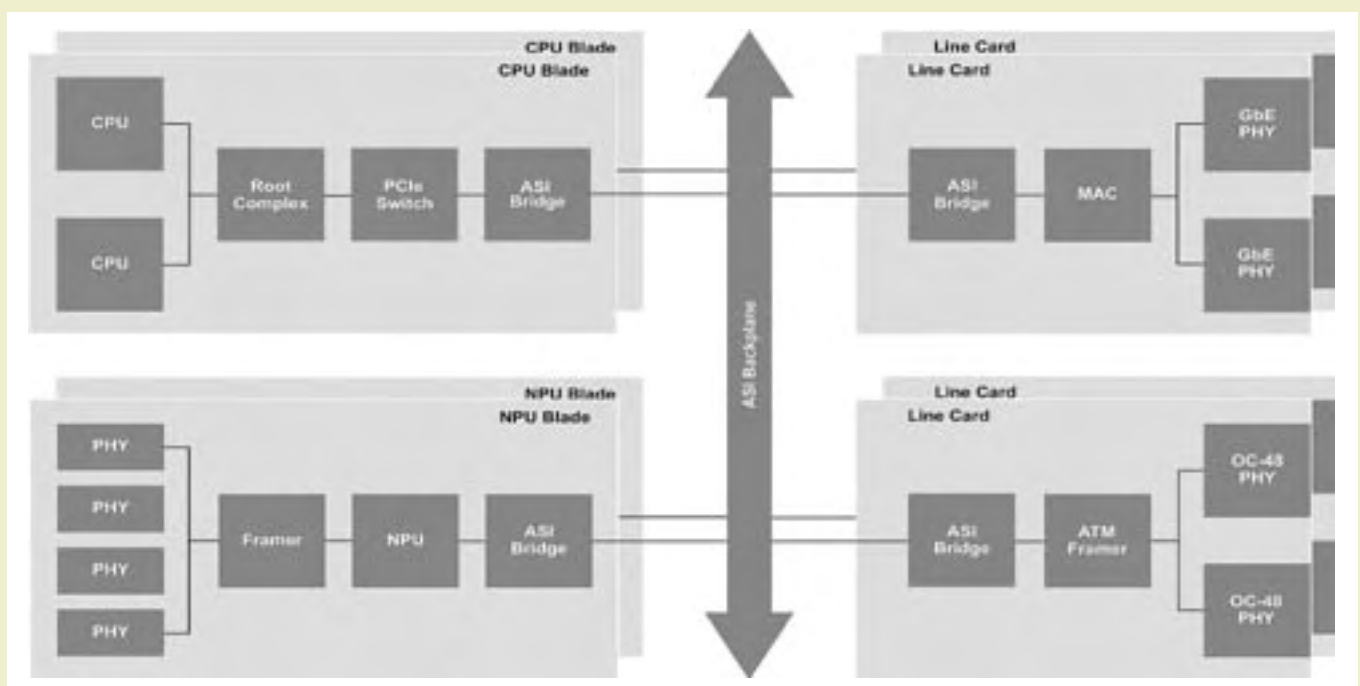 CPU Blade
CPU Blade
CPU
CPU
Root
Complex
PCIe
Switch
ASI
Bridge
ASI Backplane
Line Card
Line Card
ASI
Bridge
MAC
GbE
PHY
GbE
PHY
NPU Blade
NPU Blade
PHY
PHY
PHY
PHY
Framer
NPU
ASI
Bridge
Line Card
Line Card
ASI
Bridge
ATM
Framer
OC-48
PHY
OC-48
PHY